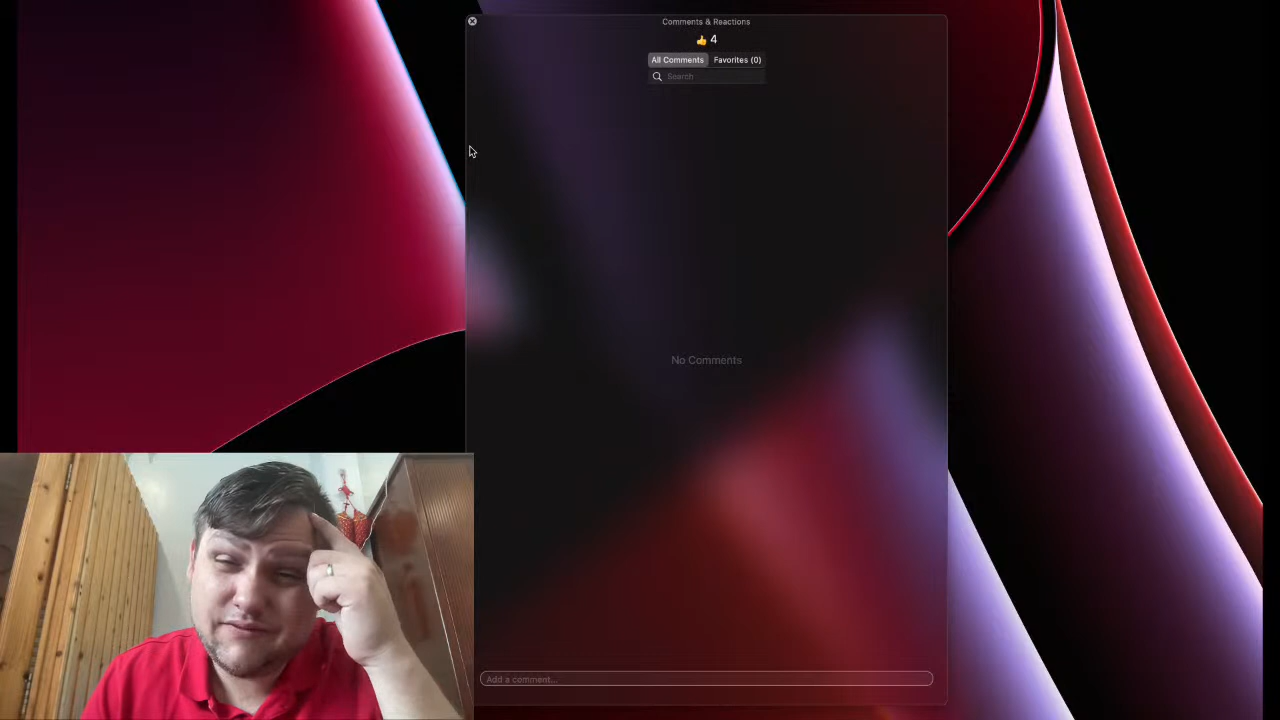 Comments & Reactions
👍 4
All Comments Favorites (0)
Search
No Comments
Add a comment...